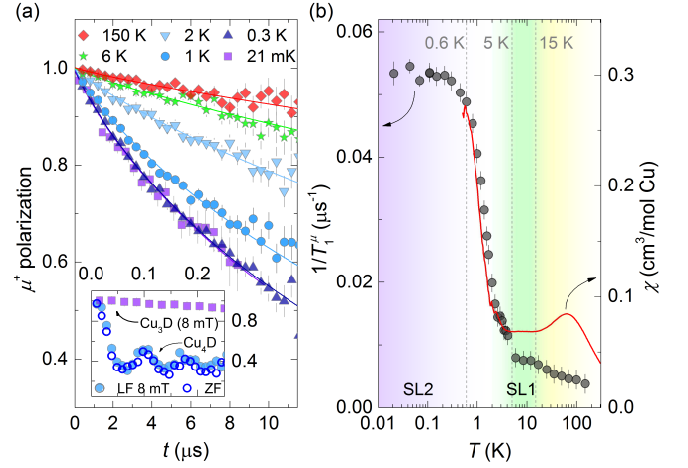 (a)
150 K
2 K
0.3 K
6 K
1 K
21 mK
1.0
0.8
0.6
0.4
μ⁺ polarization
0.0
0.1
0.2
0.8
0.4
Cu₃D (8 mT)
Cu₄D
LF 8 mT
ZF
0 2 4 6 8 10
t (μs)
(b)
0.6 K
5 K
15 K
0.06
0.04
0.02
0.00
1/T₁^μ (μs⁻¹)
0.3
0.2
0.1
0.0
χ (cm³/mol Cu)
SL2
SL1
0.01 0.1 1 10 100
T (K)